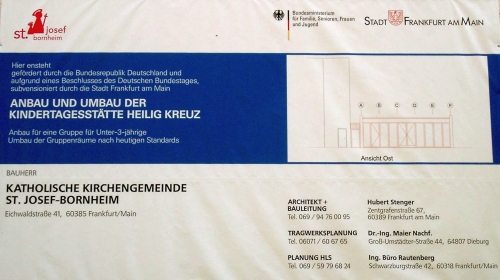 st. josef
bornheim
Bundesministerium
für Familie, Senioren, Frauen
und Jugend
STADT FRANKFURT AM MAIN
Hier ensteht
gefördert durch die Bundesrepublik Deutschland und
aufgrund eines Beschlusses des Deutschen Bundestages,
subventioniert durch die Stadt Frankfurt am Main
ANBAU UND UMBAU DER
KINDERTAGESSTÄTTE HEILIG KREUZ
Anbau für eine Gruppe für Unter-3-jährige
Umbau der Gruppenräume nach heutigen Standards
A B C D E F
Ansicht Ost
BAUHERR
KATHOLISCHE KIRCHENGEMEINDE
ST. JOSEF-BORNHEIM
Eichwaldstraße 41, 60385 Frankfurt/Main
ARCHITEKT +
BAULEITUNG
Tel. 069 / 94 76 00 95
Hubert Stenger
Zentgrafenstraße 67,
60389 Frankfurt am Main
TRAGWERKSPLANUNG
Tel. 06071 / 60 67 65
Dr.-Ing. Maier Nachf.
Groß-Umstädter-Straße 44, 64807 Dieburg
PLANUNG HLS
Tel. 069 / 59 79 68 24
Ing. Büro Rautenberg
Schwarzburgstraße 42, 60318 Frankfurt/Main